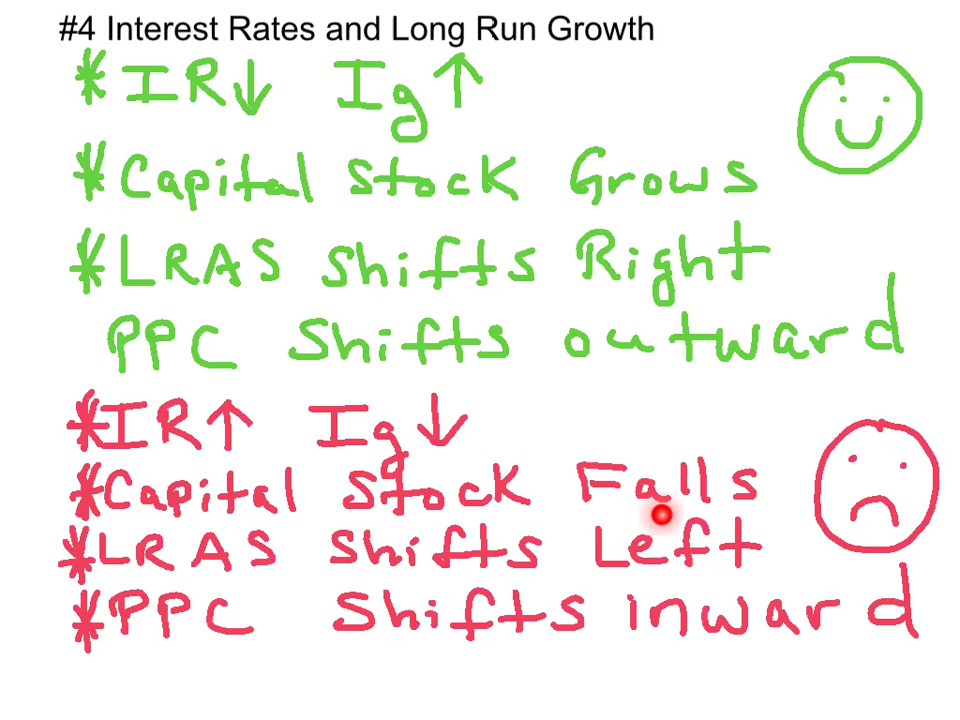 #4 Interest Rates and Long Run Growth
*IR↓ Ig↑
*Capital Stock Grows
*LRAS Shifts Right
PPC Shifts outward
*IR↑ Ig↓
*Capital Stock Falls
*LRAS Shifts Left
*PPC Shifts inward